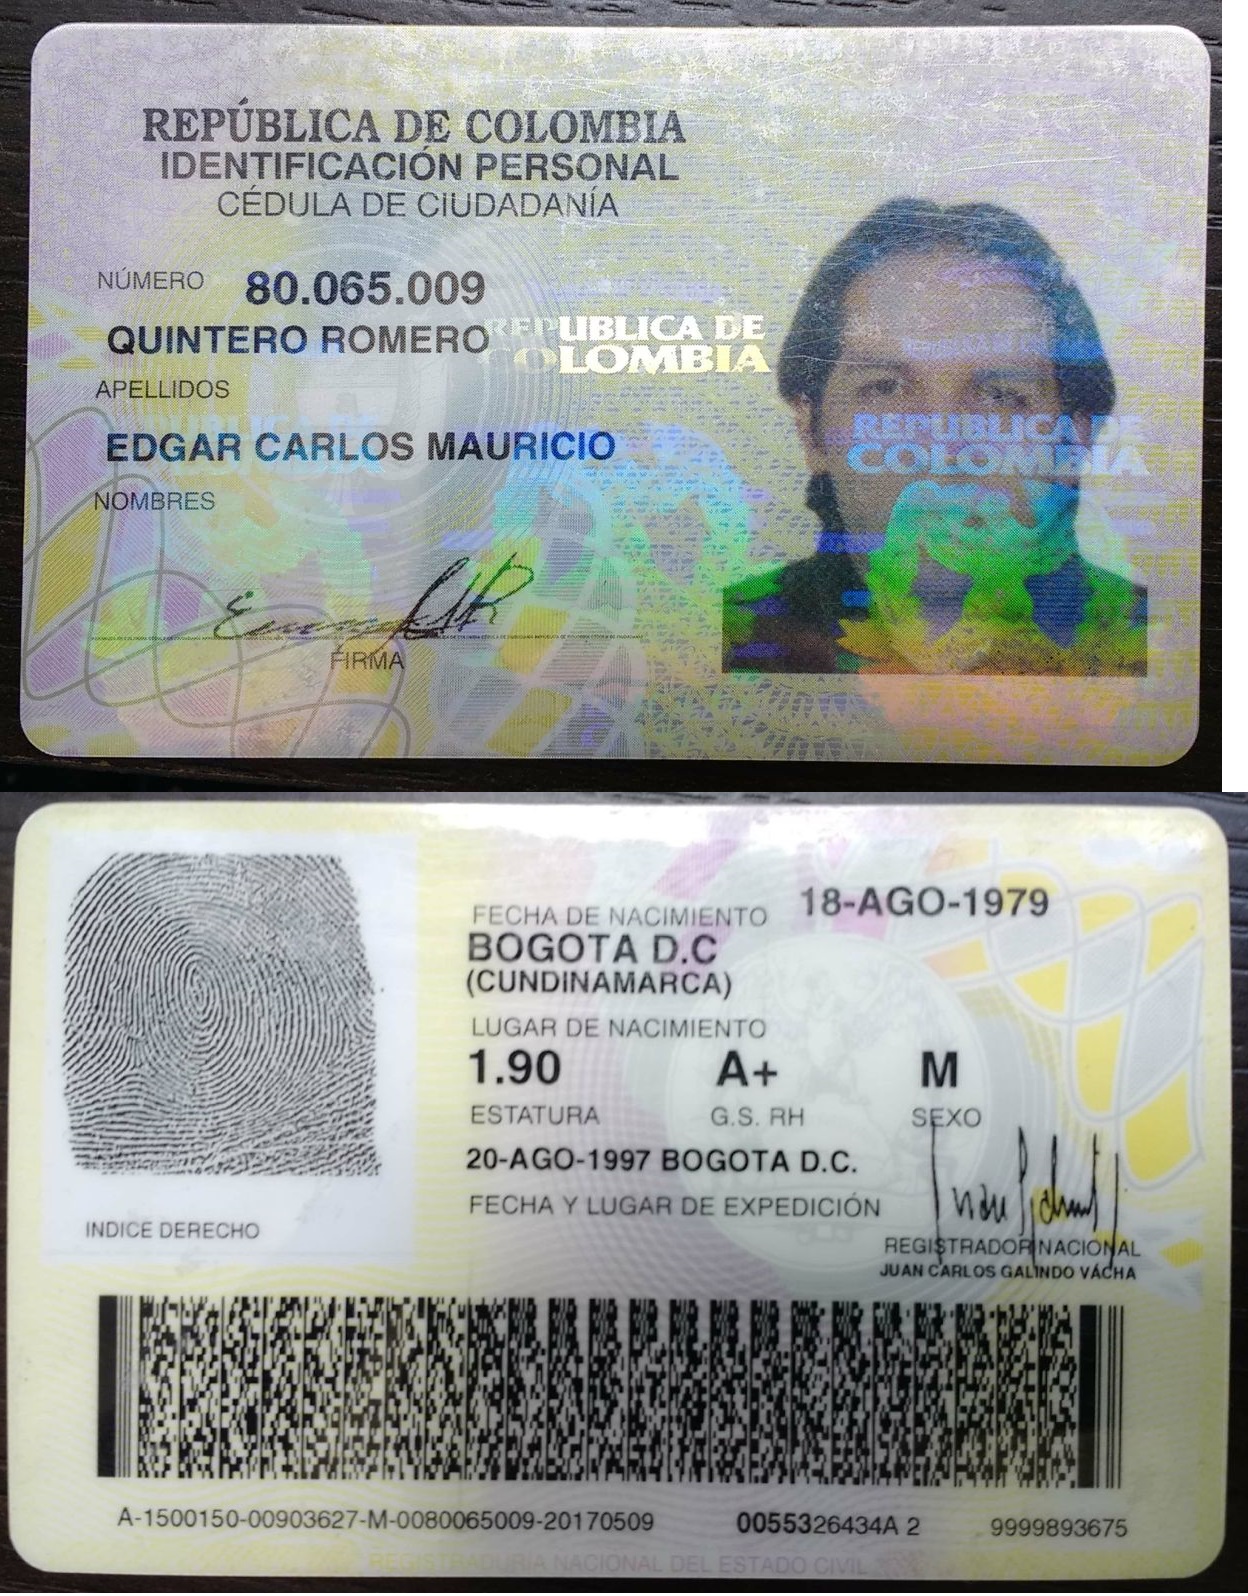 REPÚBLICA DE COLOMBIA
IDENTIFICACIÓN PERSONAL
CÉDULA DE CIUDADANÍA
NÚMERO 80.065.009
QUINTERO ROMERO
APELLIDOS
EDGAR CARLOS MAURICIO
NOMBRES
FIRMA
REPUBLICA DE
COLOMBIA
REPUBLICA DE
COLOMBIA
FECHA DE NACIMIENTO 18-AGO-1979
BOGOTA D.C
(CUNDINAMARCA)
LUGAR DE NACIMIENTO
1.90 A+ M
ESTATURA G.S. RH SEXO
20-AGO-1997 BOGOTA D.C.
FECHA Y LUGAR DE EXPEDICIÓN
INDICE DERECHO
REGISTRADOR NACIONAL
JUAN CARLOS GALINDO VÁCHA
A-1500150-00903627-M-0080065009-20170509 0055326434A 2 9999893675
REGISTRADURIA NACIONAL DEL ESTADO CIVIL